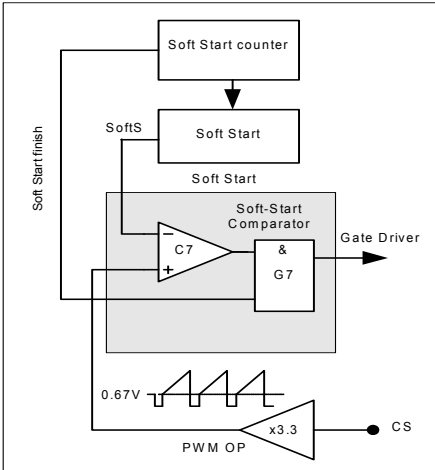 Soft Start counter
SoftS
Soft Start
Soft Start finish
Soft Start
Soft-Start
Comparator
Gate Driver
C7
&
G7
0.67V
x3.3
CS
PWM OP